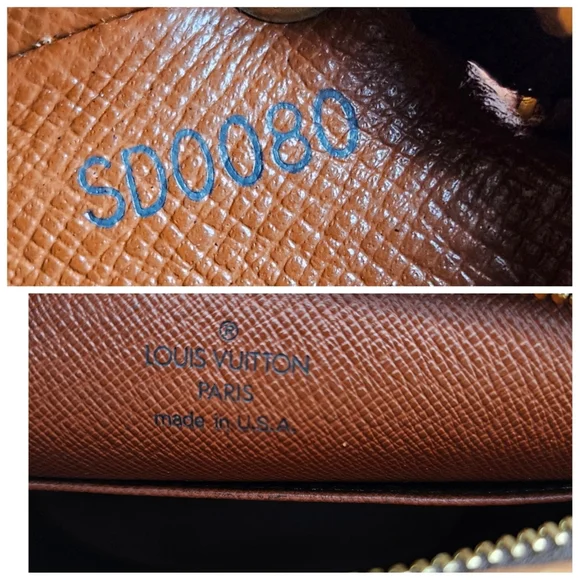 SD0080
®
LOUIS VUITTON
PARIS
made in U.S.A.